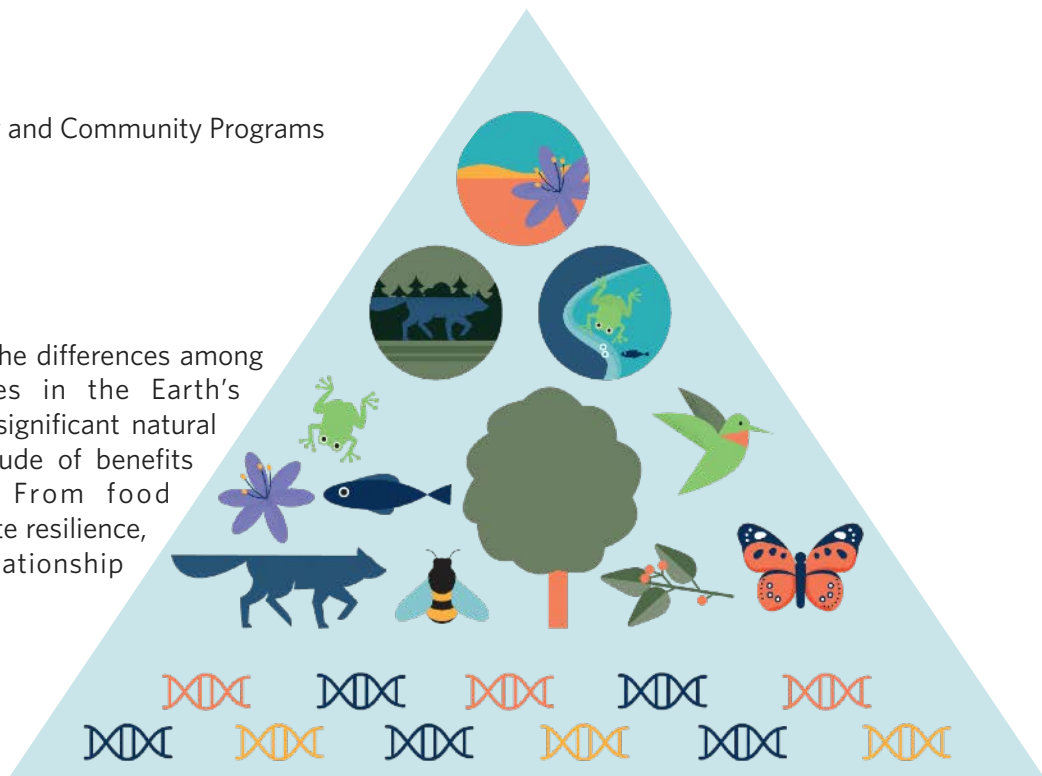 and Community Programs
he differences among
es in the Earth's
significant natural
ude of benefits
From food
te resilience,
ationship